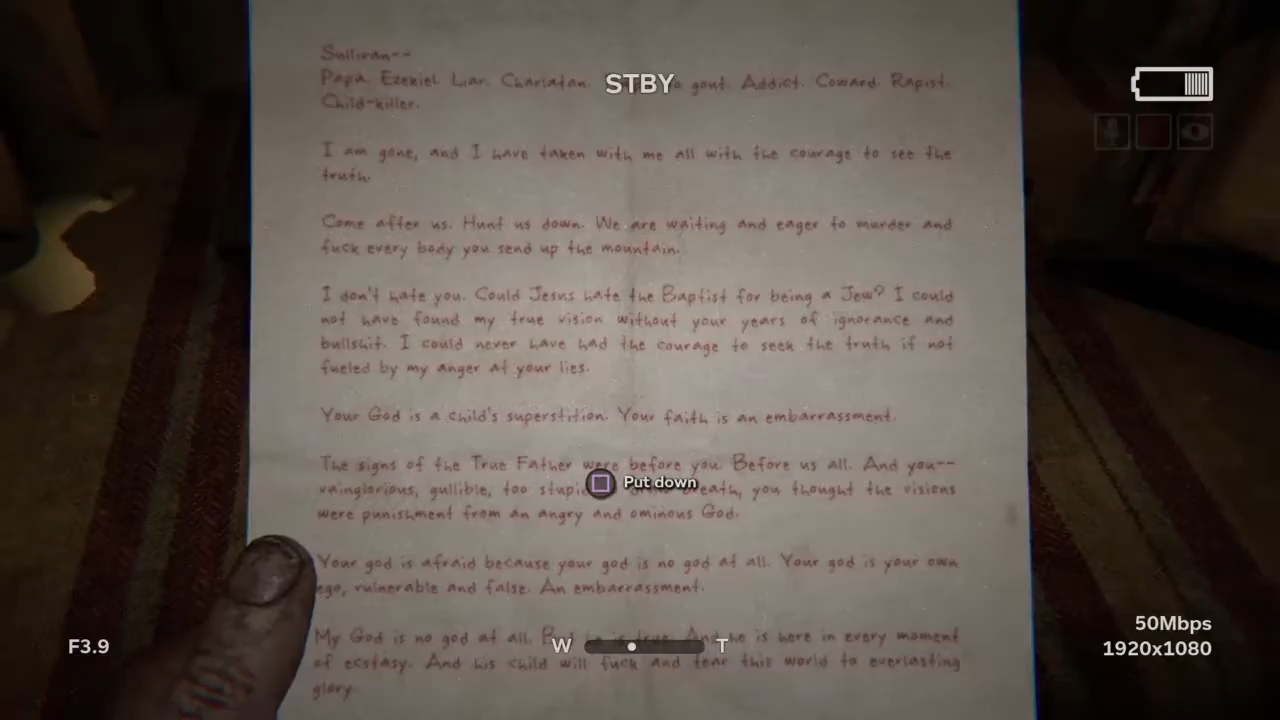 Sullivan--
Papa. Ezekiel. Liar. Charlatan. gout. Addict. Coward. Rapist.
STBY
Child-killer.
I am gone, and I have taken with me all with the courage to see the
truth.
Come after us. Hunt us down. We are waiting and eager to murder and
fuck every body you send up the mountain.
I don't hate you. Could Jesus hate the Baptist for being a Jew? I could
not have found my true vision without your years of ignorance and
bullshit. I could never have had the courage to seek the truth if not
fueled by my anger at your lies.
Your God is a child's superstition. Your faith is an embarrassment.
The signs of the True Father were before you. Before us all. And you--
vainglorious, gullible, too breath, you thought the visions
Put down
were punishment from an angry and ominous God.
Your god is afraid because your god is no god at all. Your god is your own
ego, vulnerable and false. An embarrassment.
My God is no god at all. But he is true. And he is here in every moment
of ecstasy. And his child will fuck and tear this world to everlasting
glory.
F3.9
W T
50Mbps
1920x1080